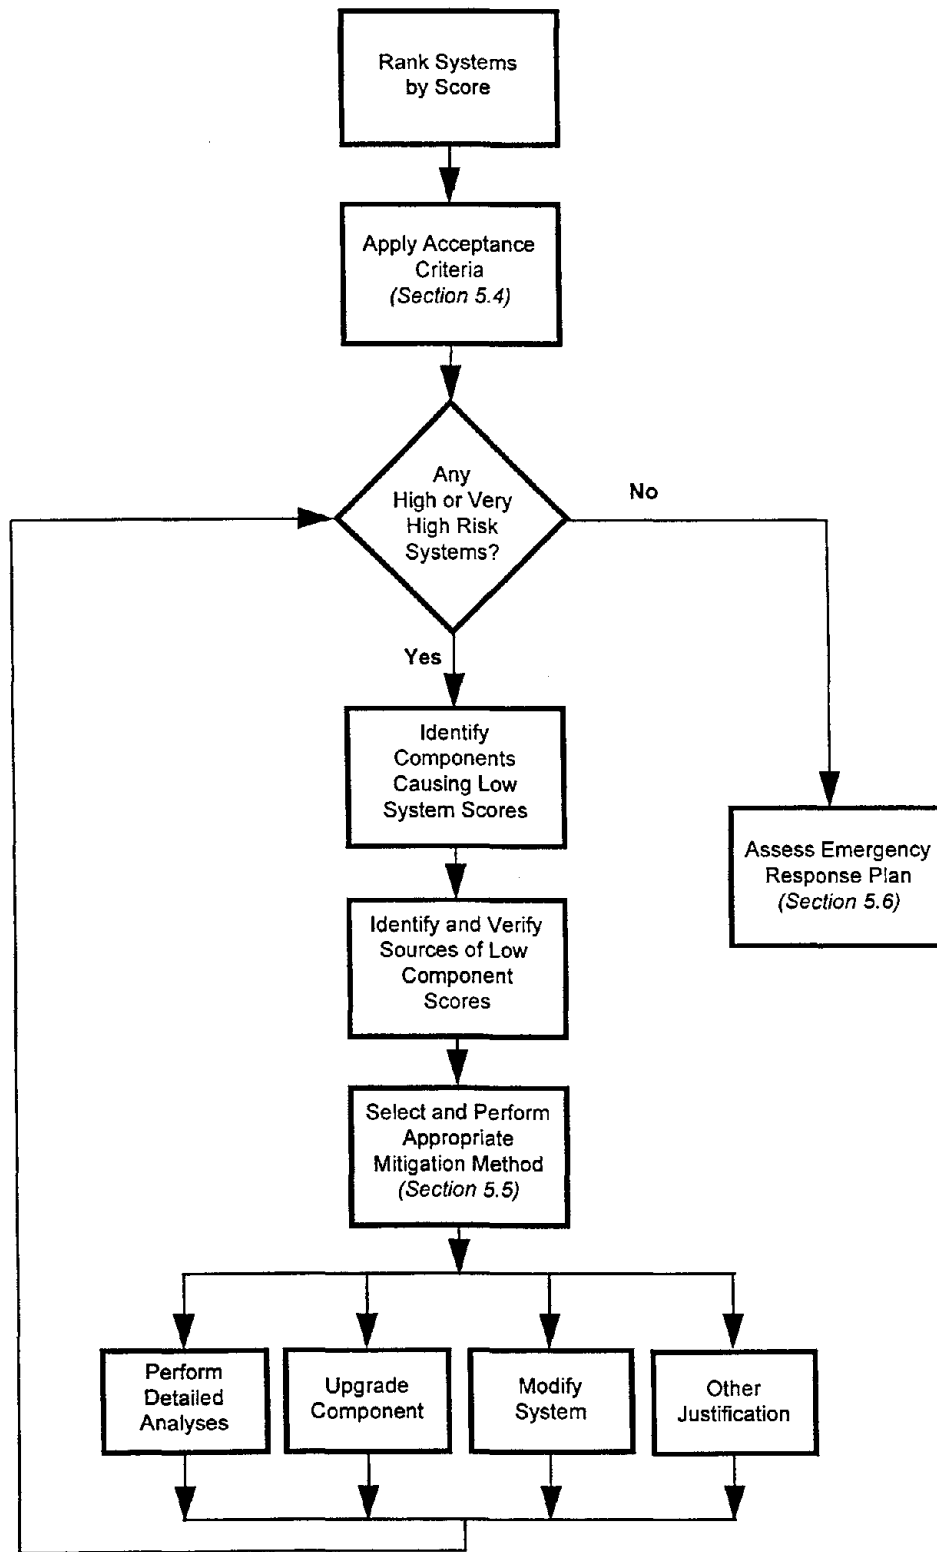 Rank Systems
by Score
Apply Acceptance
Criteria
(Section 5.4)
Any
High or Very
High Risk
Systems?
No
Yes
Identify
Components
Causing Low
System Scores
Assess Emergency
Response Plan
(Section 5.6)
Identify and Verify
Sources of Low
Component
Scores
Select and Perform
Appropriate
Mitigation Method
(Section 5.5)
Perform
Detailed
Analyses
Upgrade
Component
Modify
System
Other
Justification